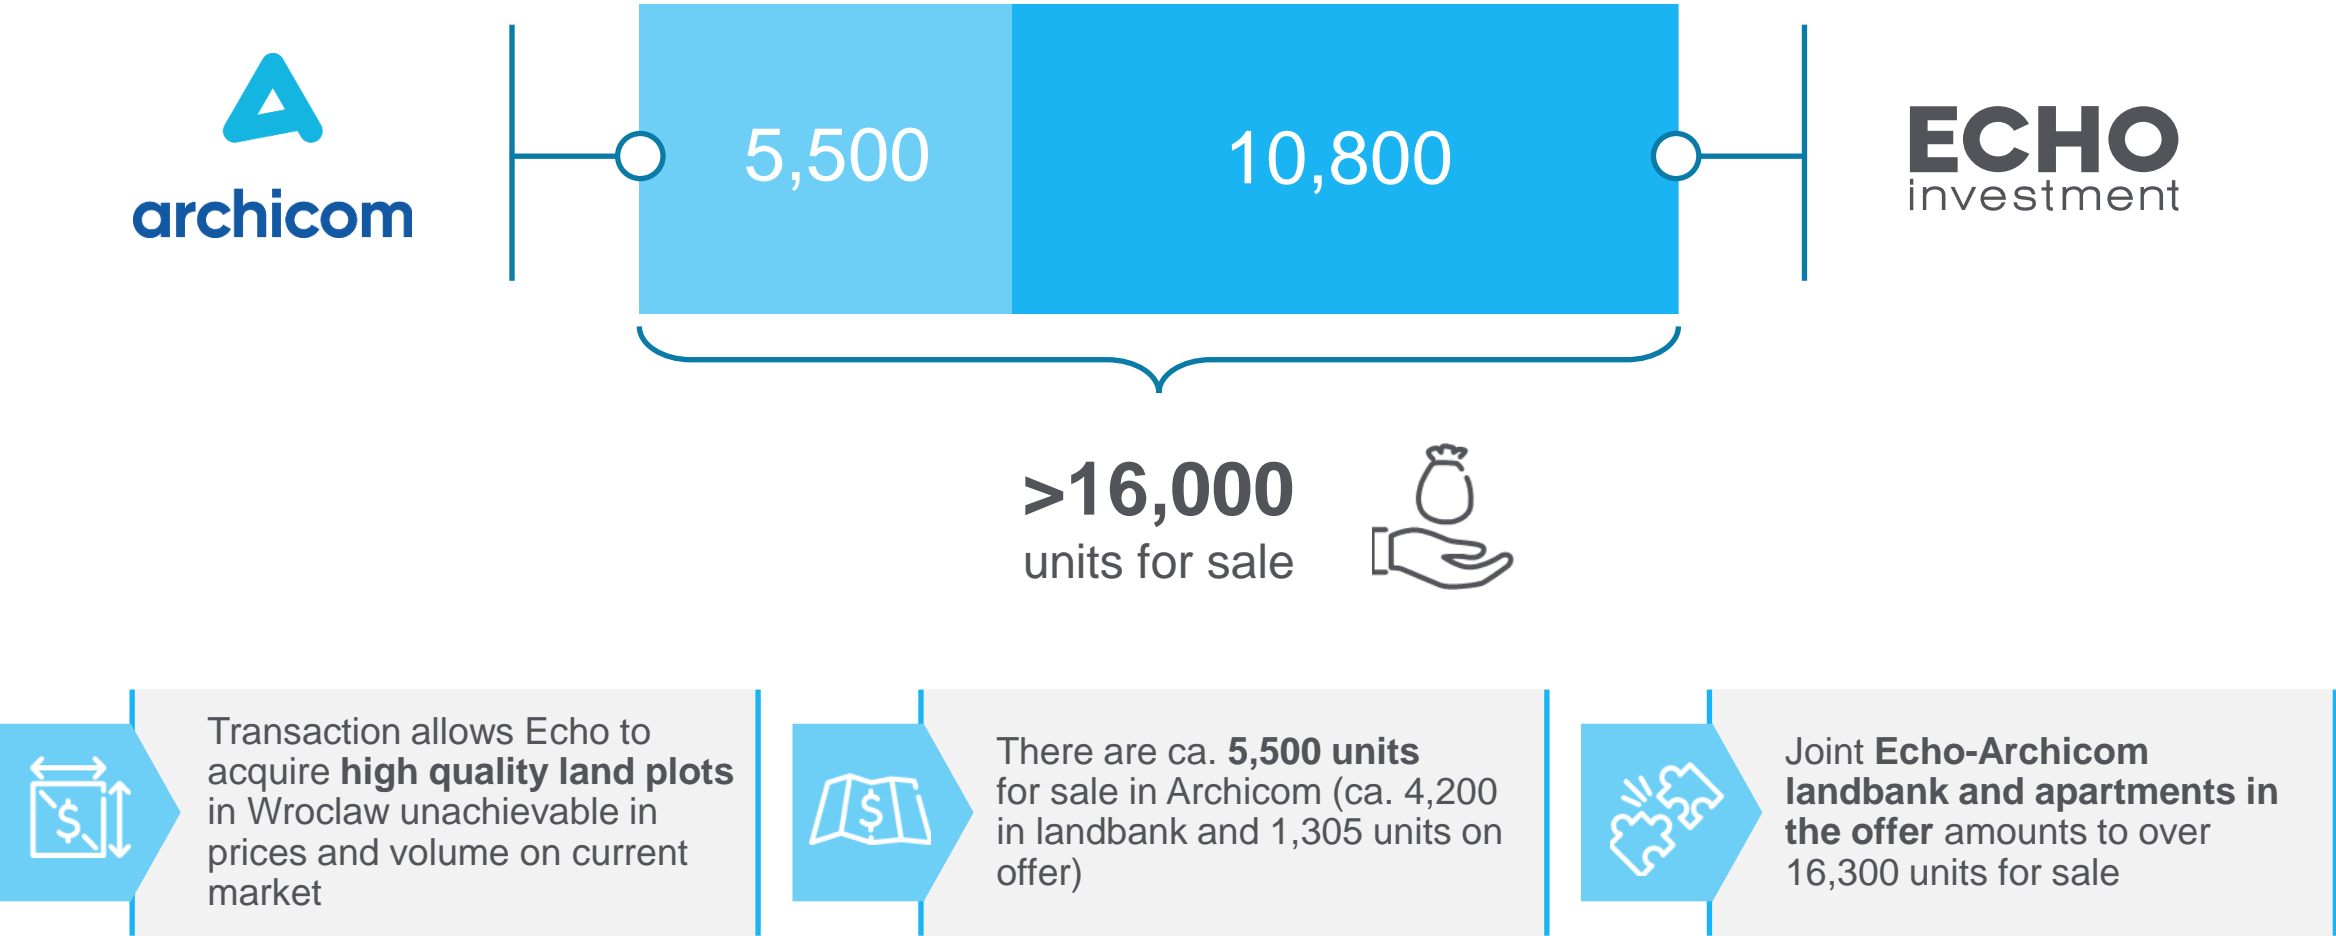 archicom
5,500
10,800
ECHO
investment
>16,000
units for sale
$
Transaction allows Echo to
acquire high quality land plots
in Wroclaw unachievable in
prices and volume on current
market
$
There are ca. 5,500 units
for sale in Archicom (ca. 4,200
in landbank and 1,305 units on
offer)
Joint Echo-Archicom
landbank and apartments in
the offer amounts to over
16,300 units for sale